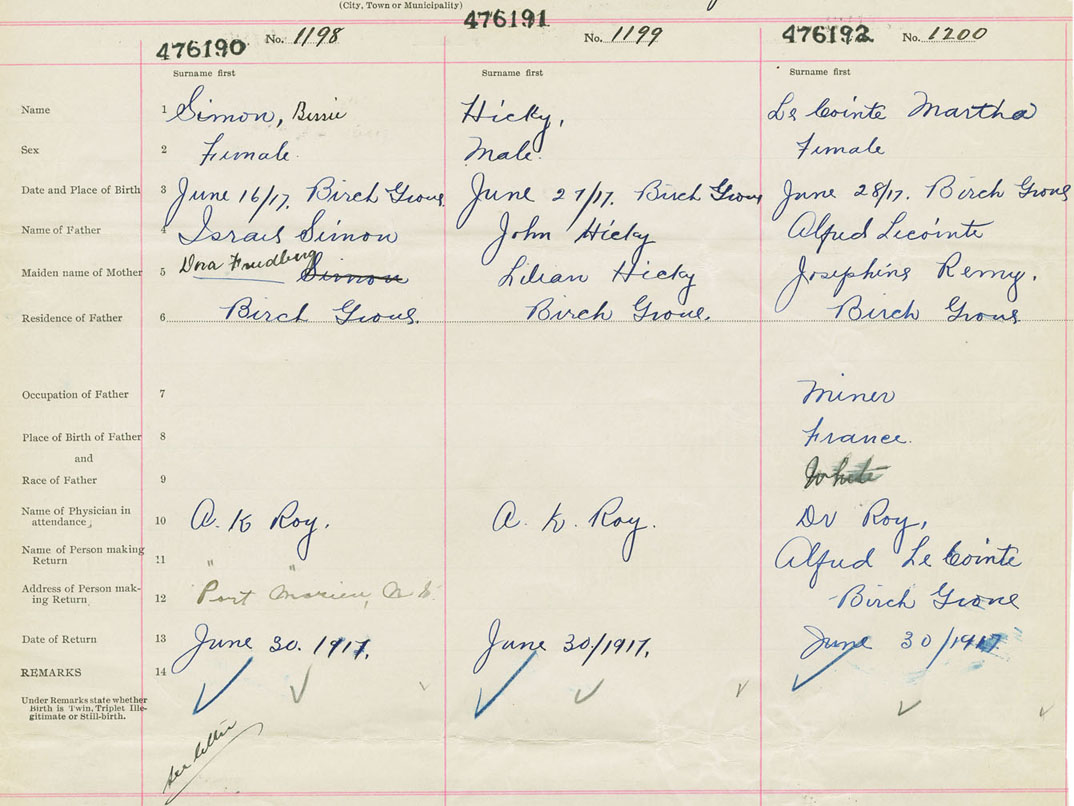 (City, Town or Municipality)
476190 No. 1198 476191 No. 1199 476192 No. 1200
Surname first Surname first Surname first
Name 1 Simon, Bessie Hicky, Le Cointe Martha
Sex 2 Female. Male. Female
Date and Place of Birth 3 June 16/17. Birch Grove June 27/17. Birch Grove June 28/17. Birch Grove
Name of Father 4 Israel Simon John Hicky Alfred Lecointe
Maiden name of Mother 5 Dora Friedberg Simon Lilian Hicky Josephine Remy.
Residence of Father 6 Birch Grove. Birch Grove. Birch Grove
Occupation of Father 7 Miner
Place of Birth of Father 8 France.
and
Race of Father 9 White
Name of Physician in
attendance 10 A. K Roy. A. K. Roy. Dr Roy,
Name of Person making
Return 11 " " Alfred Le Cointe
Address of Person mak-
ing Return 12 Port Morien, N.S. Birch Grove
Date of Return 13 June 30. 1917. June 30/1917. June 30/1917.
REMARKS 14
Under Remarks state whether
Birth is Twin, Triplet Ille-
gitimate or Still-birth.
see letter